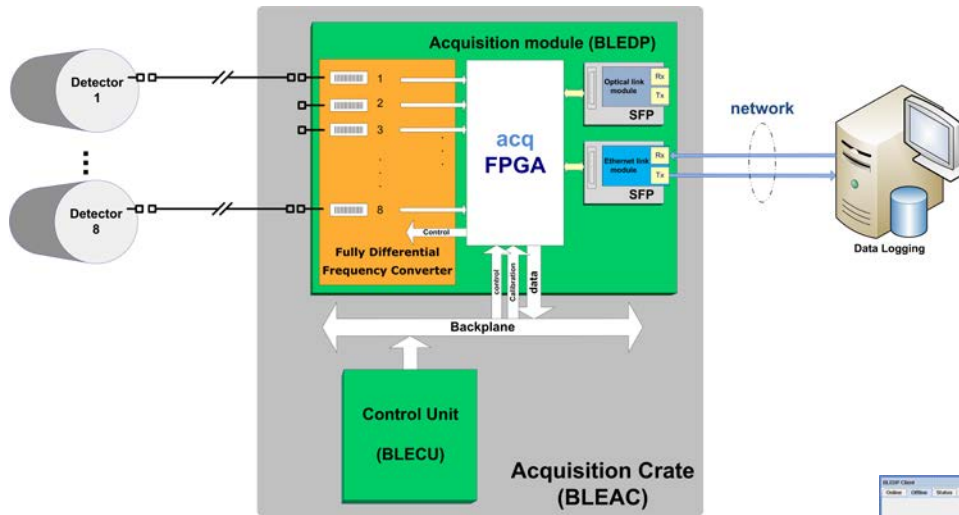 Acquisition module (BLEDP)
Detector
1
Detector
8
1
2
3
8
Fully Differential
Frequency Converter
Control
acq
FPGA
Optical link
module
Rx
Tx
SFP
Ethernet link
module
Rx
Tx
SFP
network
Data Logging
control
Calibration
data
Backplane
Control Unit
(BLECU)
Acquisition Crate
(BLEAC)
BLEDP Client
Online Offline Status